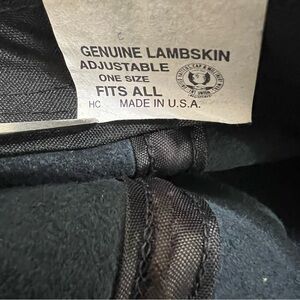 GENUINE LAMBSKIN
ADJUSTABLE
ONE SIZE
FITS ALL
HC MADE IN U.S.A.